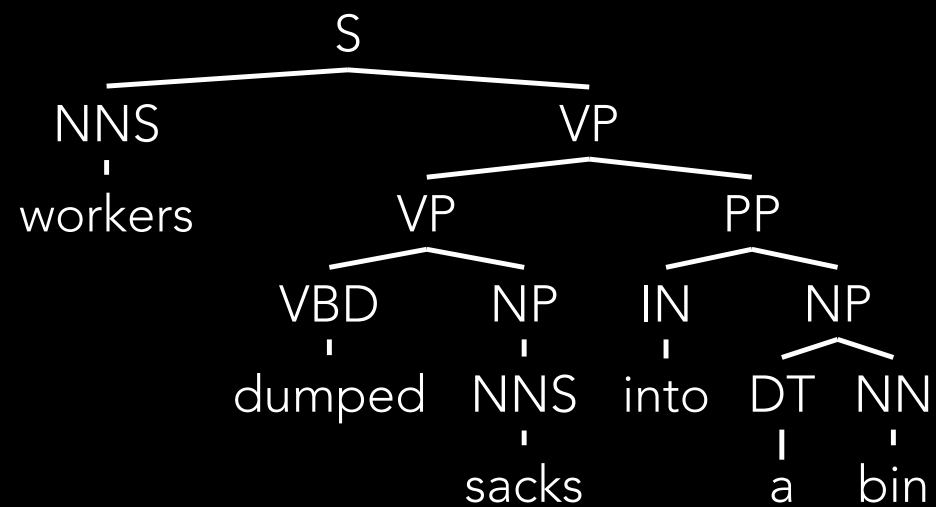 S
NNS VP
workers VP PP
VBD NP IN NP
dumped NNS into DT NN
sacks a bin